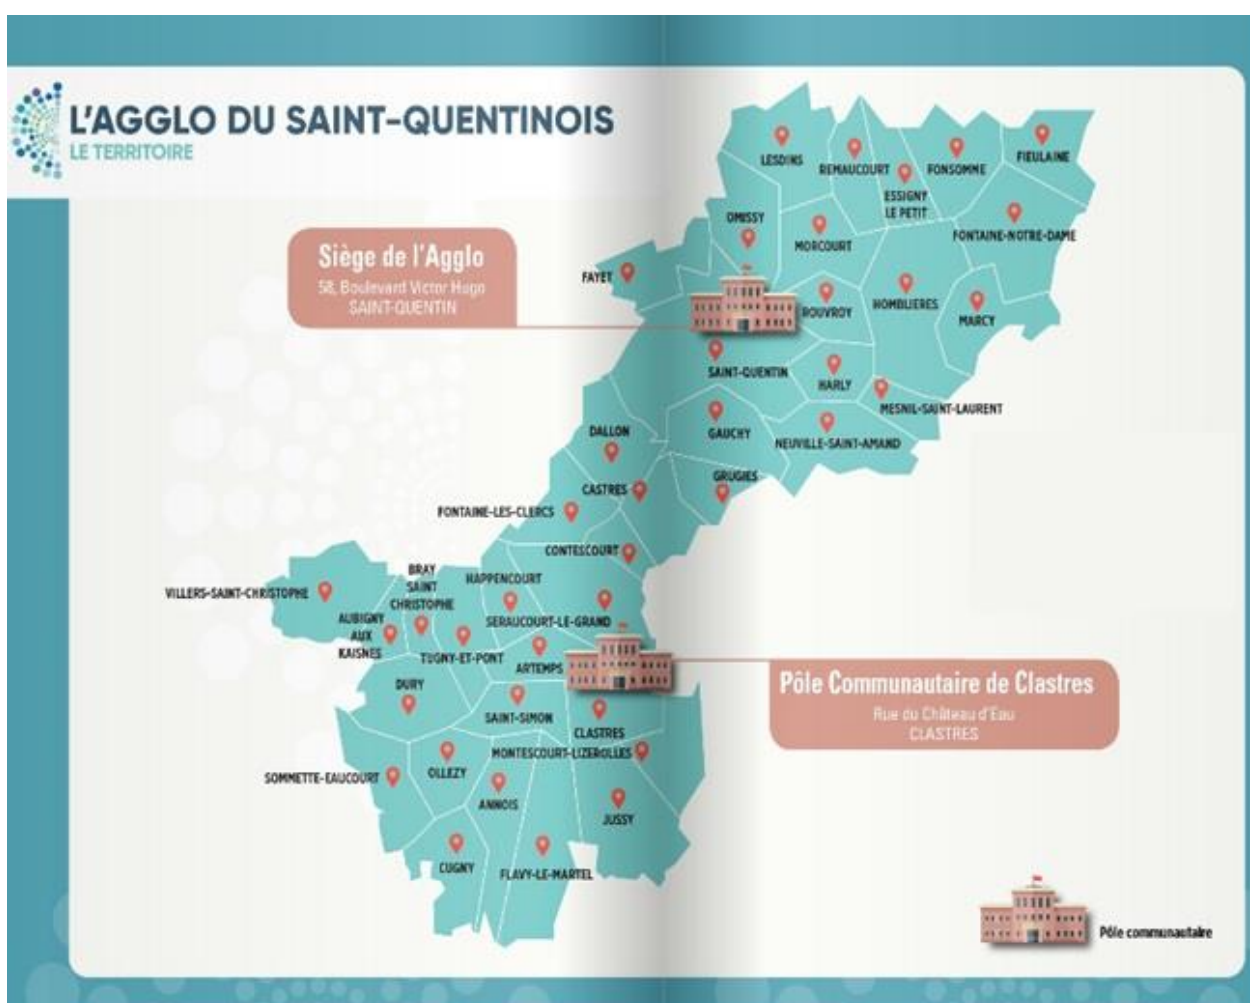 L'AGGLO DU SAINT-QUENTINOIS
LE TERRITOIRE
LESDINS
REMAUCOURT
ESSIGNY
LE PETIT
FONSOMME
FIEULAINE
OMISSY
MORCOURT
FONTAINE-NOTRE-DAME
Siège de l'Agglo
58, Boulevard Victor Hugo
SAINT-QUENTIN
FAYET
ROUVROY
HOMBLIERES
MARCY
SAINT-QUENTIN
HARLY
MESNIL-SAINT-LAURENT
GAUCHY
NEUVILLE-SAINT-AMAND
DALLON
GRUGIES
CASTRES
FONTAINE-LES-CLERCS
CONTESCOURT
VILLERS-SAINT-CHRISTOPHE
BRAY
SAINT
CHRISTOPHE
HAPPENCOURT
AUBIGNY
AUX
KAISNES
SERAUCOURT-LE-GRAND
TUGNY-ET-PONT
ARTEMPS
DURY
SAINT-SIMON
CLASTRES
Pôle Communautaire de Clastres
Rue du Château d'Eau
CLASTRES
MONTESCOURT-LIZEROLLES
SOMMETTE-EAUCOURT
OLLEZY
ANNOIS
JUSSY
CUGNY
FLAVY-LE-MARTEL
Pôle communautaire